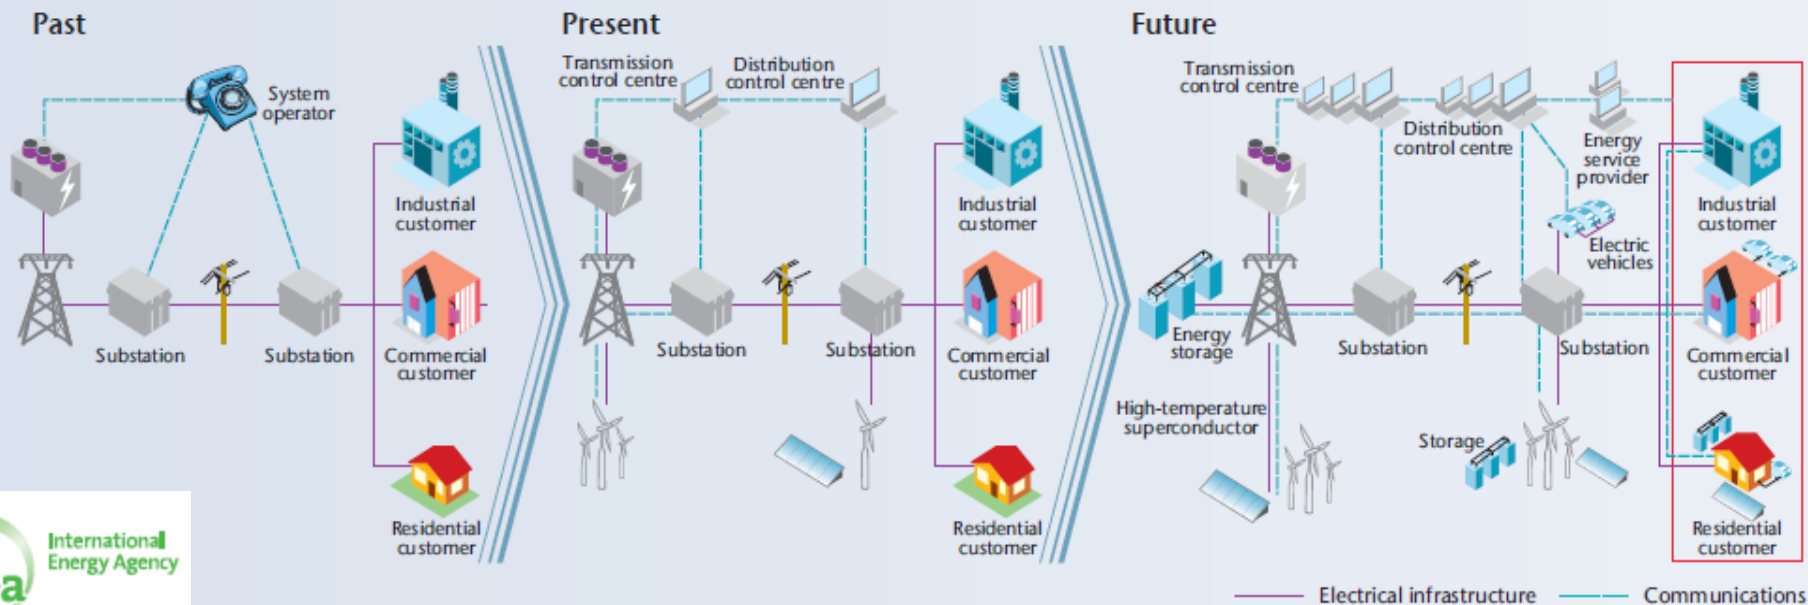 Past
System
operator
Substation
Substation
Industrial
customer
Commercial
customer
Residential
customer
Present
Transmission
control centre
Distribution
control centre
Substation
Substation
Industrial
customer
Commercial
customer
Residential
customer
Future
Transmission
control centre
Distribution
control centre
Energy
service
provider
Electric
vehicles
Energy
storage
Substation
Substation
High-temperature
superconductor
Storage
Industrial
customer
Commercial
customer
Residential
customer
a
International
Energy Agency
Electrical infrastructure
Communications